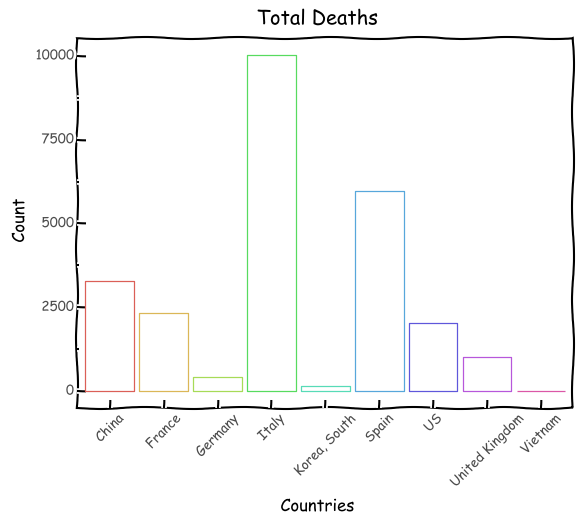 Total Deaths
10000
7500
5000
2500
0
Count
China
France
Germany
Italy
Korea, South
Spain
US
United Kingdom
Vietnam
Countries